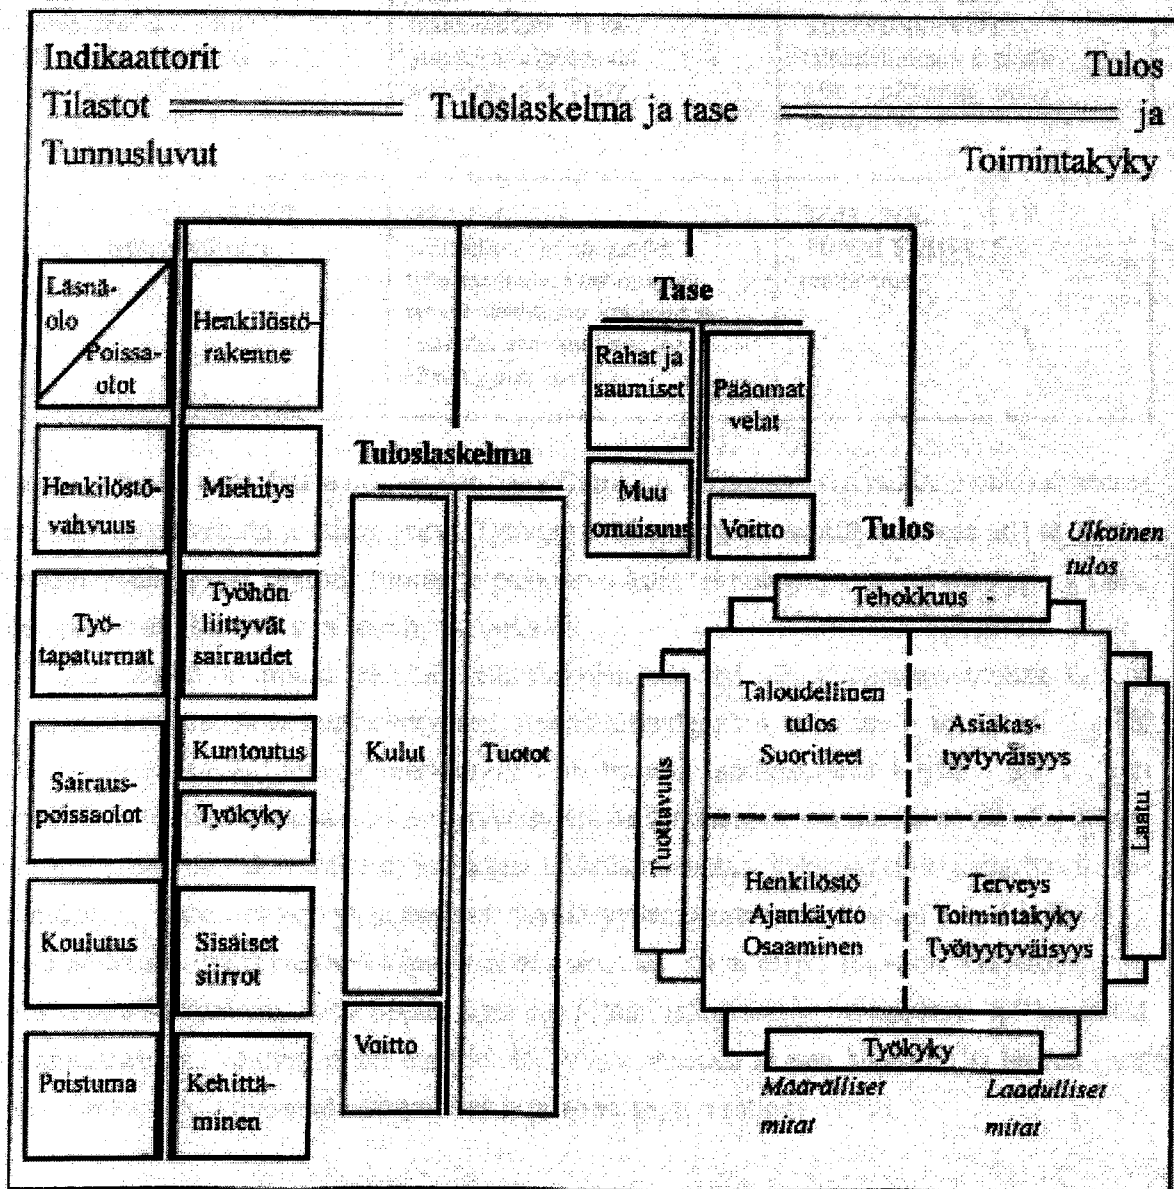 Indikaattorit
Tilastot
Tunnusluvut
Tuloslaskelma ja tase
Tulos
ja
Toimintakyky
Läsnä-
olo
Poissa-
olot
Henkilöstö-
rakenne
Henkilöstö-
vahvuus
Miehitys
Työ-
tapaturmat
Työhön
liittyvät
sairaudet
Sairaus-
poissaolot
Kuntoutus
Työkyky
Koulutus
Sisäiset
siirrot
Poistuma
Kehittä-
minen
Tuloslaskelma
Kulut
Tuotot
Voitto
Tase
Rahat ja
saamiset
Pääomat
velat
Muu
omaisuus
Voitto
Tulos
Ulkoinen
tulos
Tehokkuus -
Tuottavuus
Taloudellinen
tulos
Suoritteet
Asiakas-
tyytyväisyys
Laatu
Henkilöstö
Ajankäyttö
Osaaminen
Terveys
Toimintakyky
Työtyytyväisyys
Työkyky
Määrälliset
mitat
Laadulliset
mitat